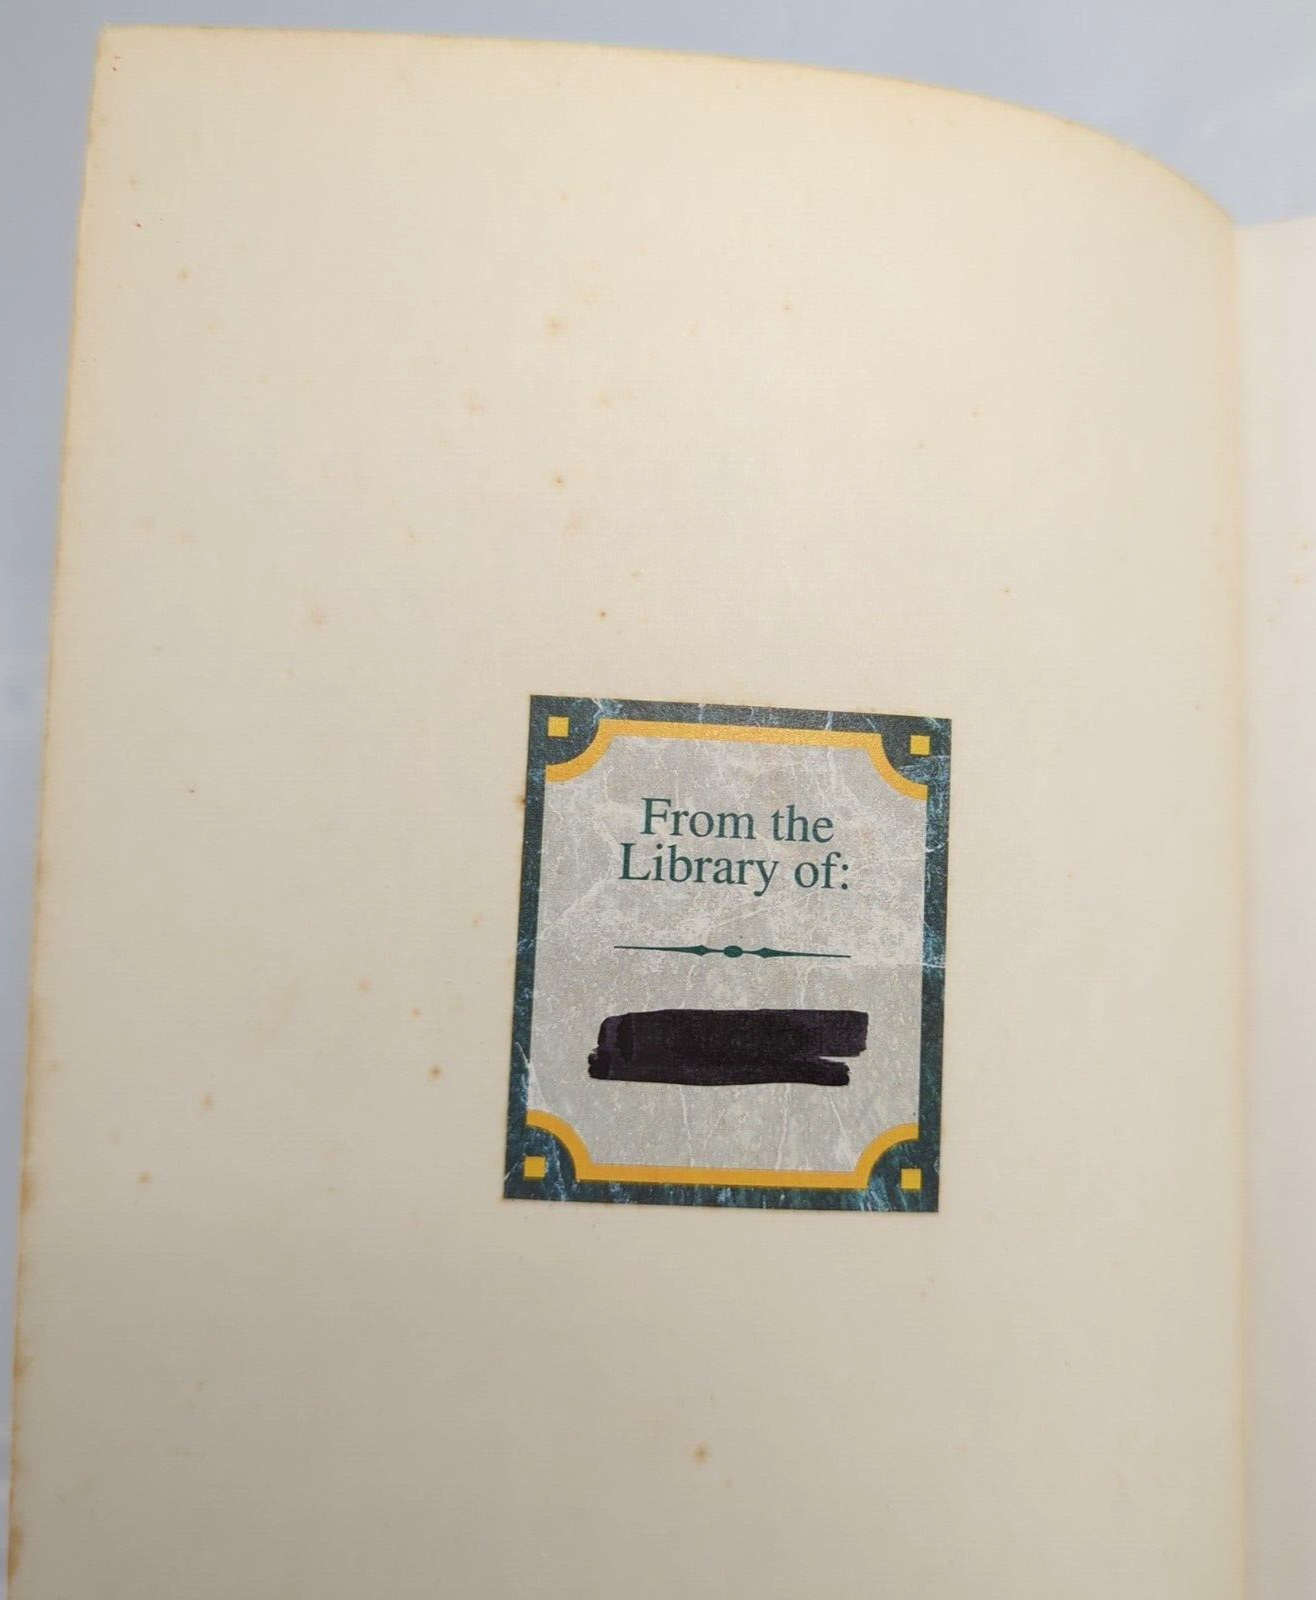 From the
Library of: